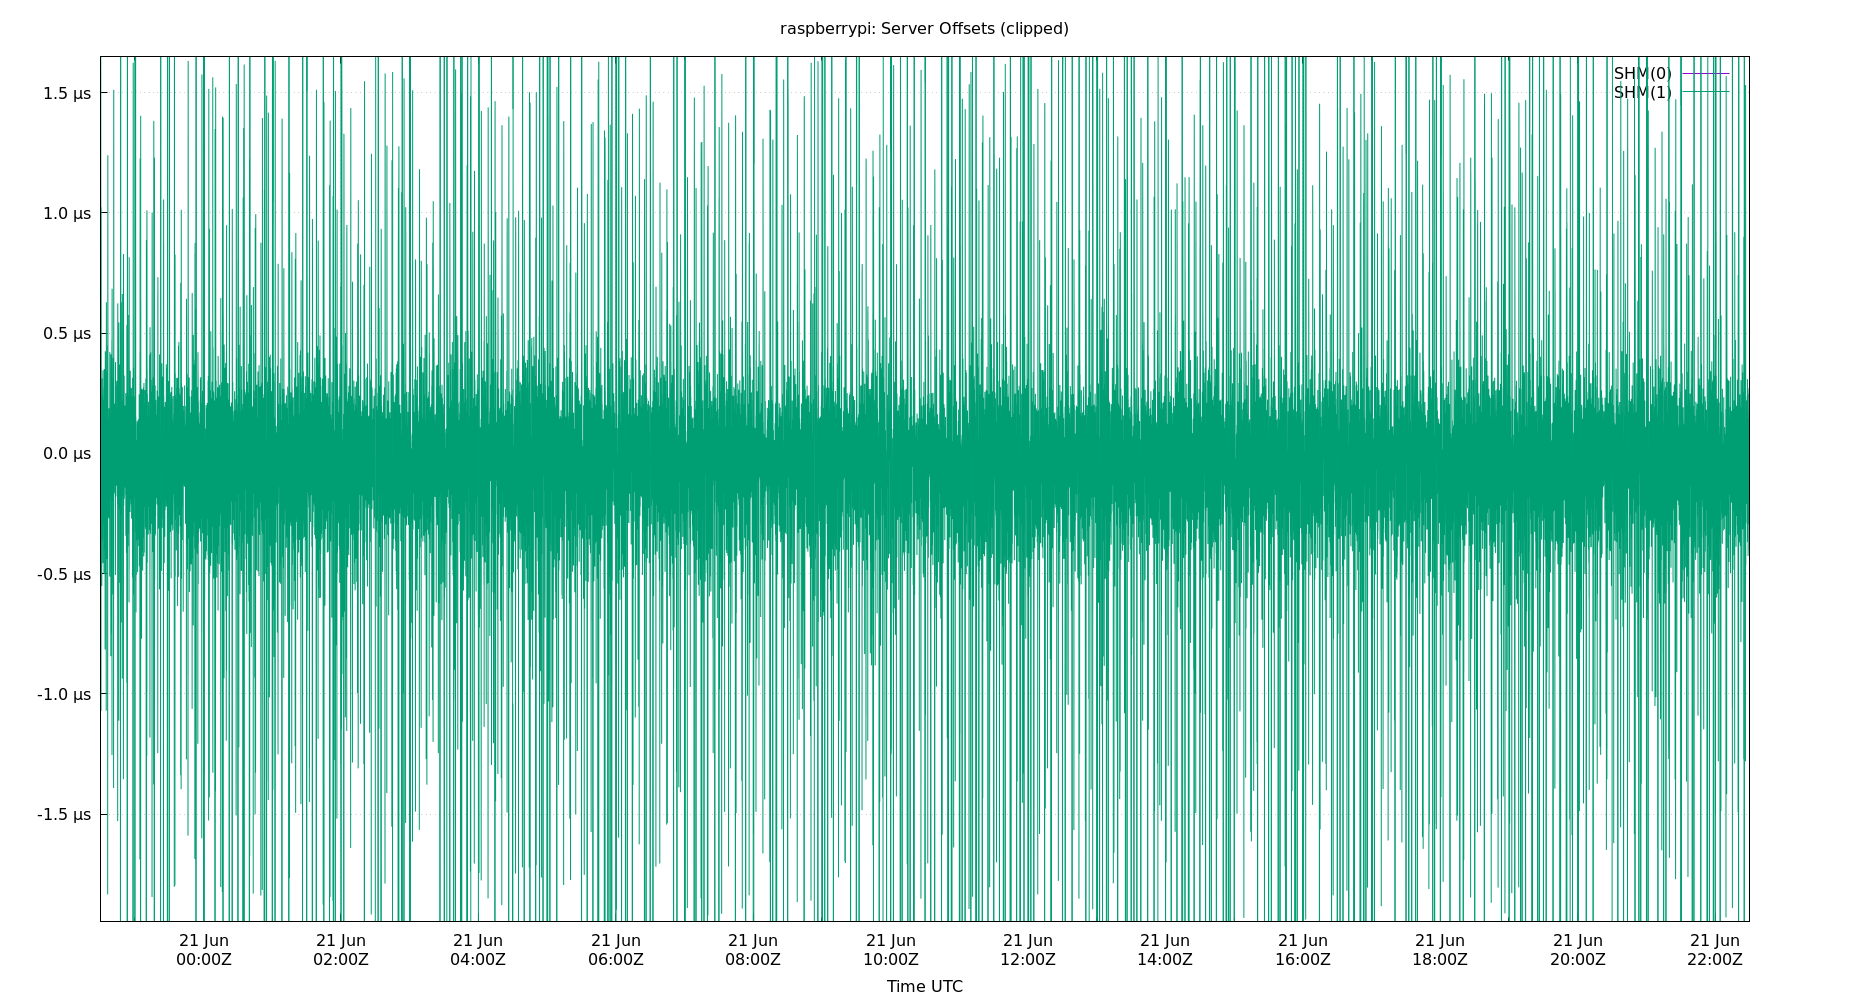 raspberrypi: Server Offsets (clipped)
SHM(0)
SHM(1)
1.5 µs
1.0 µs
0.5 µs
0.0 µs
-0.5 µs
-1.0 µs
-1.5 µs
21 Jun 21 Jun 21 Jun 21 Jun 21 Jun 21 Jun 21 Jun 21 Jun 21 Jun 21 Jun 21 Jun 21 Jun
00:00Z 02:00Z 04:00Z 06:00Z 08:00Z 10:00Z 12:00Z 14:00Z 16:00Z 18:00Z 20:00Z 22:00Z
Time UTC